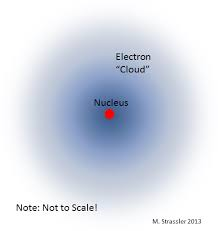 Electron
“Cloud”
Nucleus
Note: Not to Scale!
M. Strassler 2013